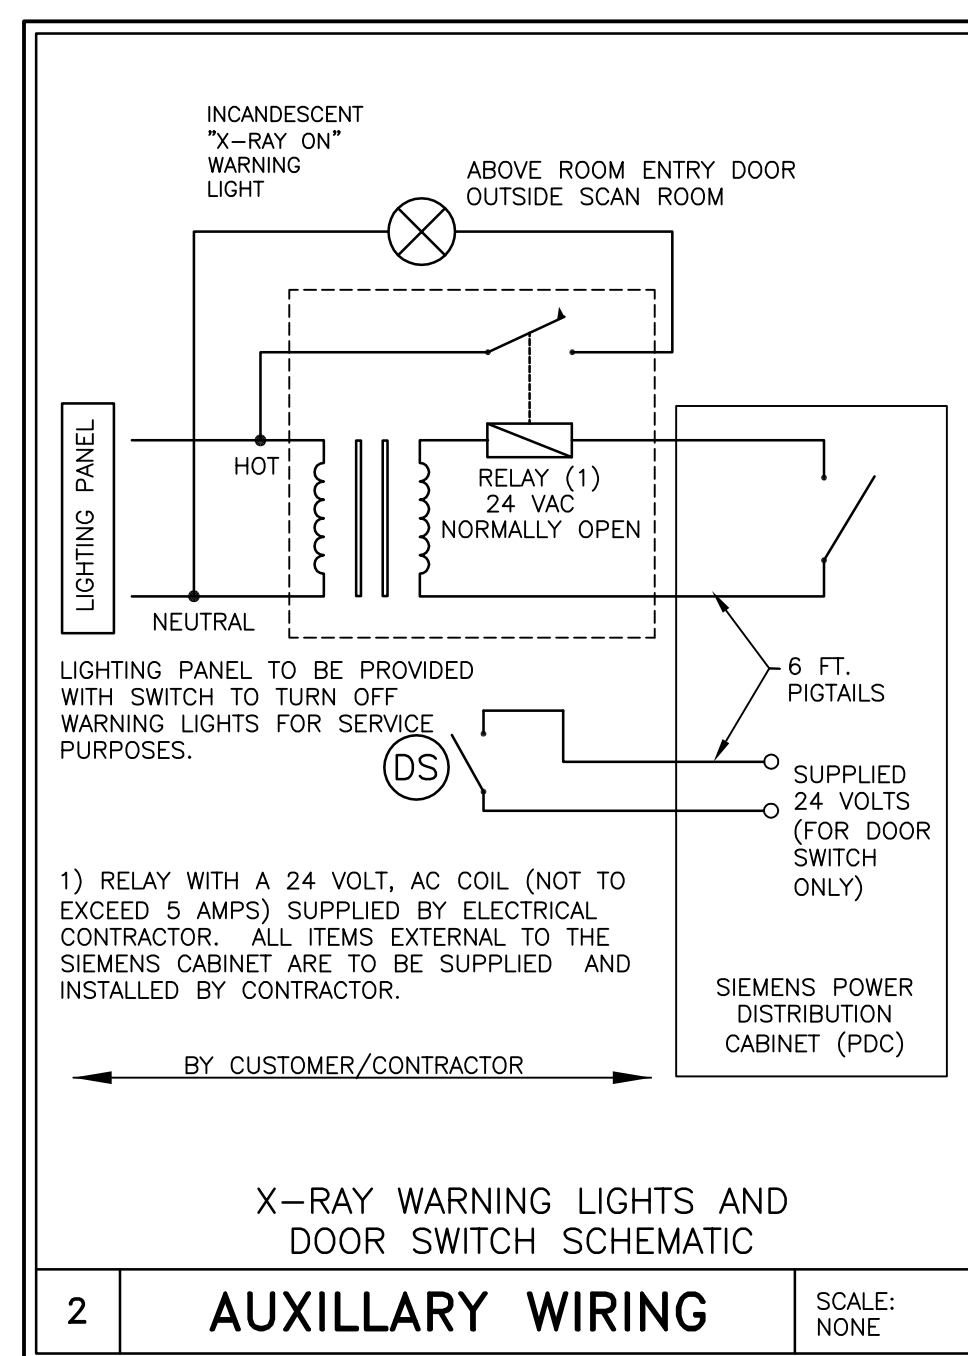 INCANDESCENT
"X-RAY ON"
WARNING
LIGHT
ABOVE ROOM ENTRY DOOR
OUTSIDE SCAN ROOM
LIGHTING PANEL
HOT
RELAY (1)
24 VAC
NORMALLY OPEN
NEUTRAL
LIGHTING PANEL TO BE PROVIDED
WITH SWITCH TO TURN OFF
WARNING LIGHTS FOR SERVICE
PURPOSES.
6 FT.
PIGTAILS
DS
SUPPLIED
24 VOLTS
(FOR DOOR
SWITCH
ONLY)
1) RELAY WITH A 24 VOLT, AC COIL (NOT TO
EXCEED 5 AMPS) SUPPLIED BY ELECTRICAL
CONTRACTOR. ALL ITEMS EXTERNAL TO THE
SIEMENS CABINET ARE TO BE SUPPLIED AND
INSTALLED BY CONTRACTOR.
SIEMENS POWER
DISTRIBUTION
CABINET (PDC)
BY CUSTOMER/CONTRACTOR
X-RAY WARNING LIGHTS AND
DOOR SWITCH SCHEMATIC
2
AUXILLARY WIRING
SCALE:
NONE